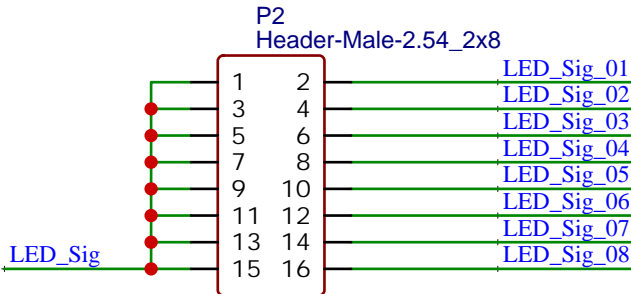 P2
Header-Male-2.54_2x8
1 2 LED_Sig_01
3 4 LED_Sig_02
5 6 LED_Sig_03
7 8 LED_Sig_04
9 10 LED_Sig_05
11 12 LED_Sig_06
13 14 LED_Sig_07
LED_Sig 15 16 LED_Sig_08